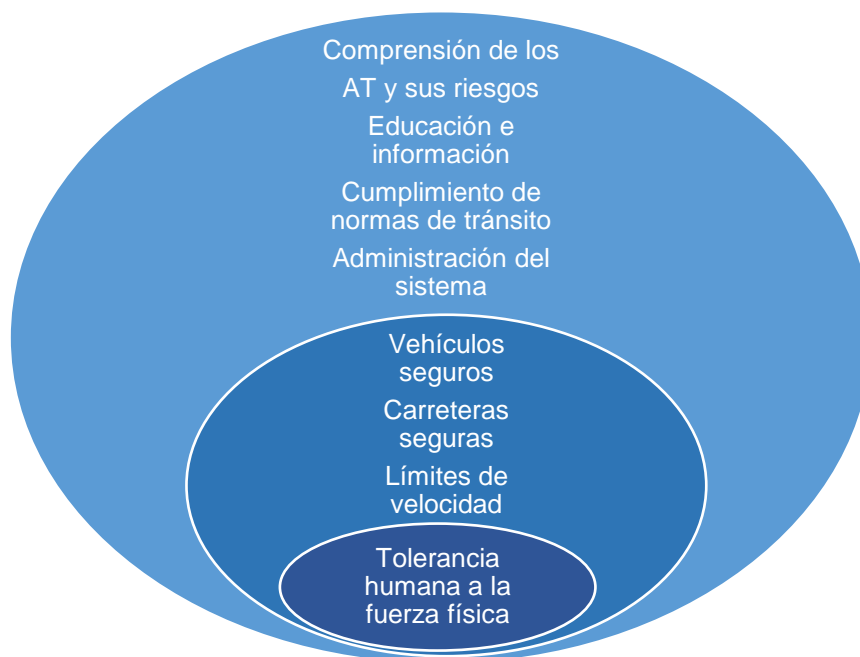 Comprensión de los
AT y sus riesgos
Educación e
información
Cumplimiento de
normas de tránsito
Administración del
sistema
Vehículos
seguros
Carreteras
seguras
Límites de
velocidad
Tolerancia
humana a la
fuerza física